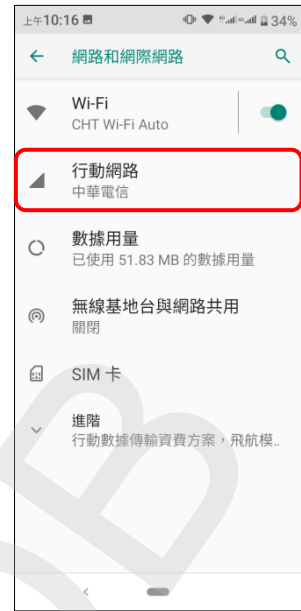 上午10:16 34%
網路和網際網路
Wi-Fi
CHT Wi-Fi Auto
行動網路
中華電信
數據用量
已使用 51.83 MB 的數據用量
無線基地台與網路共用
關閉
SIM 卡
進階
行動數據傳輸資費方案，飛航模..